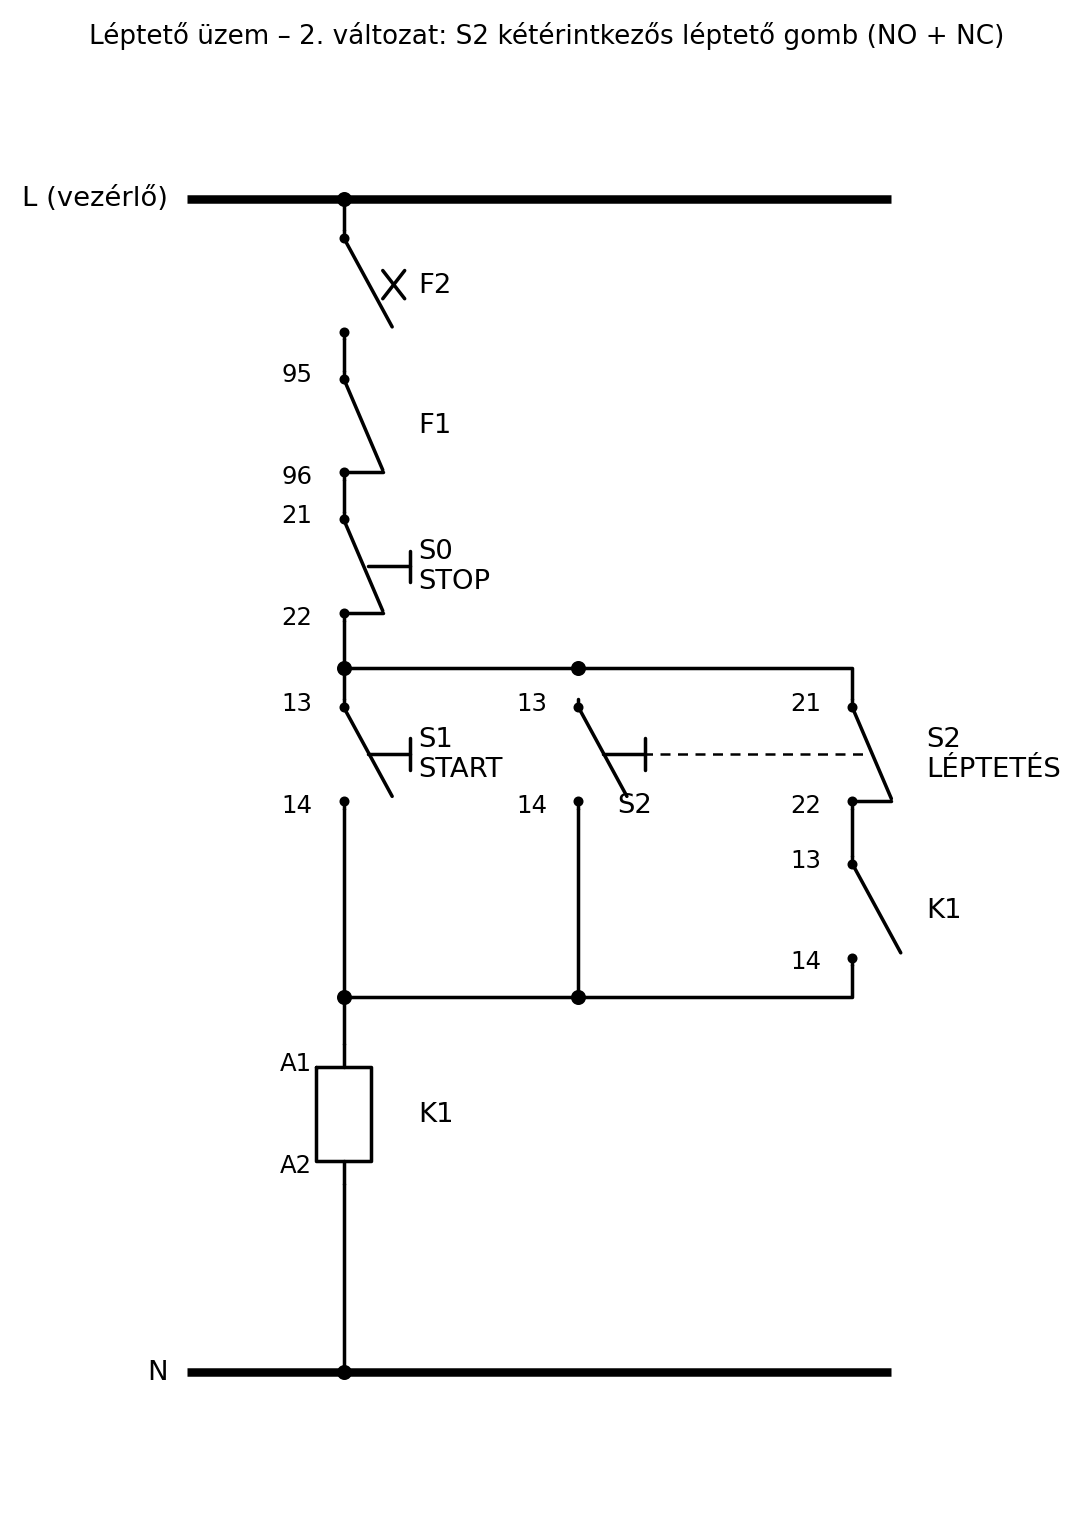 Léptető üzem – 2. változat: S2 kétérintkezős léptető gomb (NO + NC)
L (vezérlő)
F2
95
F1
96
21
S0
STOP
22
13
S1
START
14
13
14
S2
21
S2
LÉPTETÉS
22
13
K1
14
A1
K1
A2
N